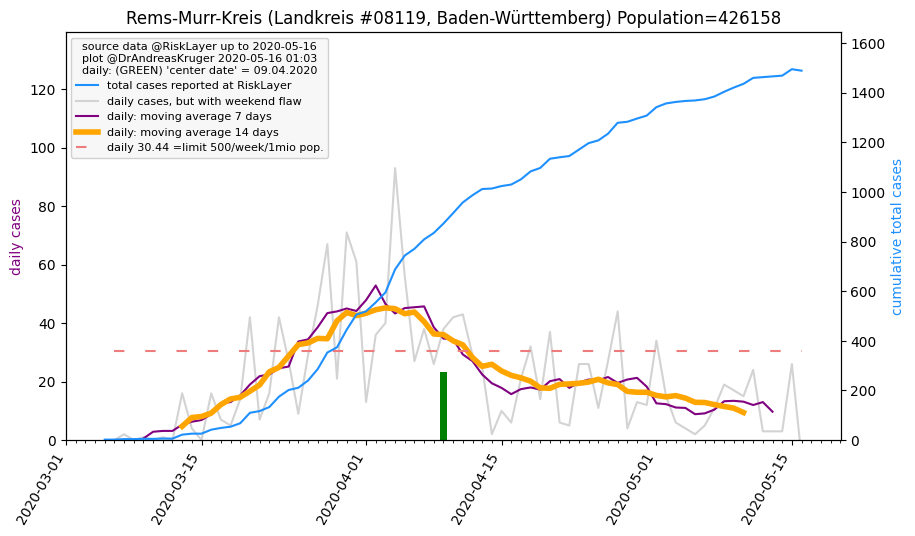 Rems-Murr-Kreis (Landkreis #08119, Baden-Württemberg) Population=426158
source data @RiskLayer up to 2020-05-16
plot @DrAndreasKruger 2020-05-16 01:03
daily: (GREEN) 'center date' = 09.04.2020
total cases reported at RiskLayer
daily cases, but with weekend flaw
daily: moving average 7 days
daily: moving average 14 days
daily 30.44 =limit 500/week/1mio pop.
daily cases
120
100
80
60
40
20
0
cumulative total cases
1600
1400
1200
1000
800
600
400
200
0
2020-03-01
2020-03-15
2020-04-01
2020-04-15
2020-05-01
2020-05-15